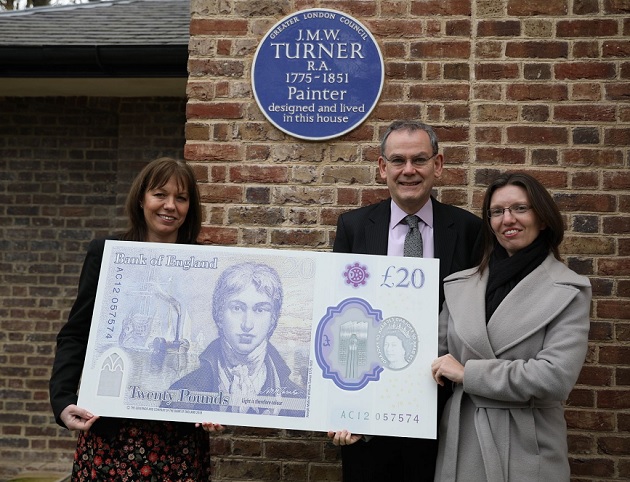 GREATER LONDON COUNCIL
J.M.W.
TURNER
R.A.
1775-1851
Painter
designed and lived
in this house
Bank of England
£20
AC12 057574
Twenty Pounds
Light is therefore colour
AC12 057574